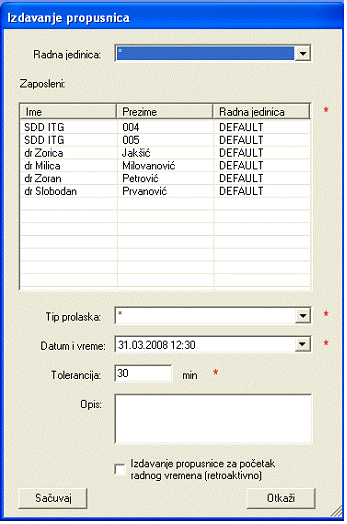 Izdavanje propusnica
Radna jedinica: *
Zaposleni:
Ime Prezime Radna jedinica *
SDD ITG 004 DEFAULT
SDD ITG 005 DEFAULT
dr Zorica Jakšić DEFAULT
dr Milica Milovanović DEFAULT
dr Zoran Petrović DEFAULT
dr Slobodan Prvanović DEFAULT
Tip prolaska: * *
Datum i vreme: 31.03.2008 12:30 *
Tolerancija: 30 min *
Opis:
Izdavanje propusnice za početak
radnog vremena (retroaktivno)
Sačuvaj Otkaži